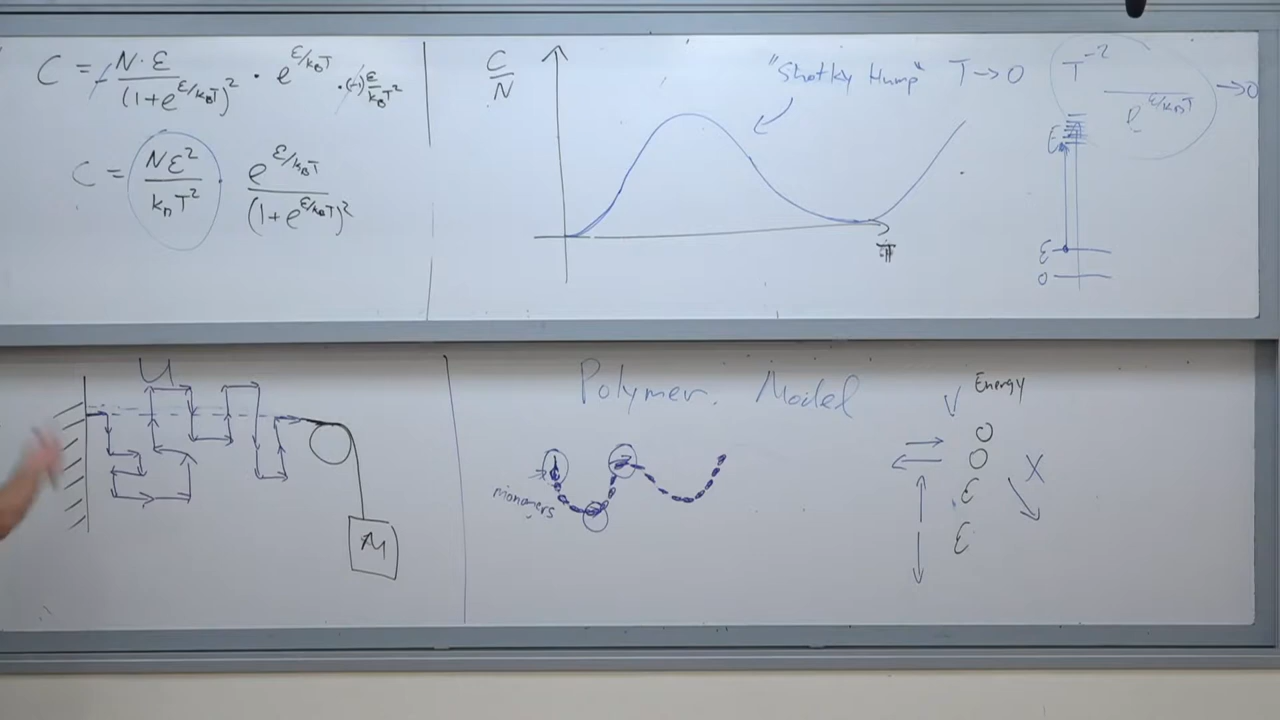 C = -N·ε/(1+e^{ε/k_BT})² · e^{ε/k_BT} ·(-1)ε/k_BT²
C = Nε²/k_BT² · e^{ε/k_BT}/(1+e^{ε/k_BT})²
C/N
"Shotky Hump" T→0
T
T^{-2}/e^{ε/k_BT} →0
E
ε
0
M
Polymer Model
monomers
Energy
0
0
ε
ε
X